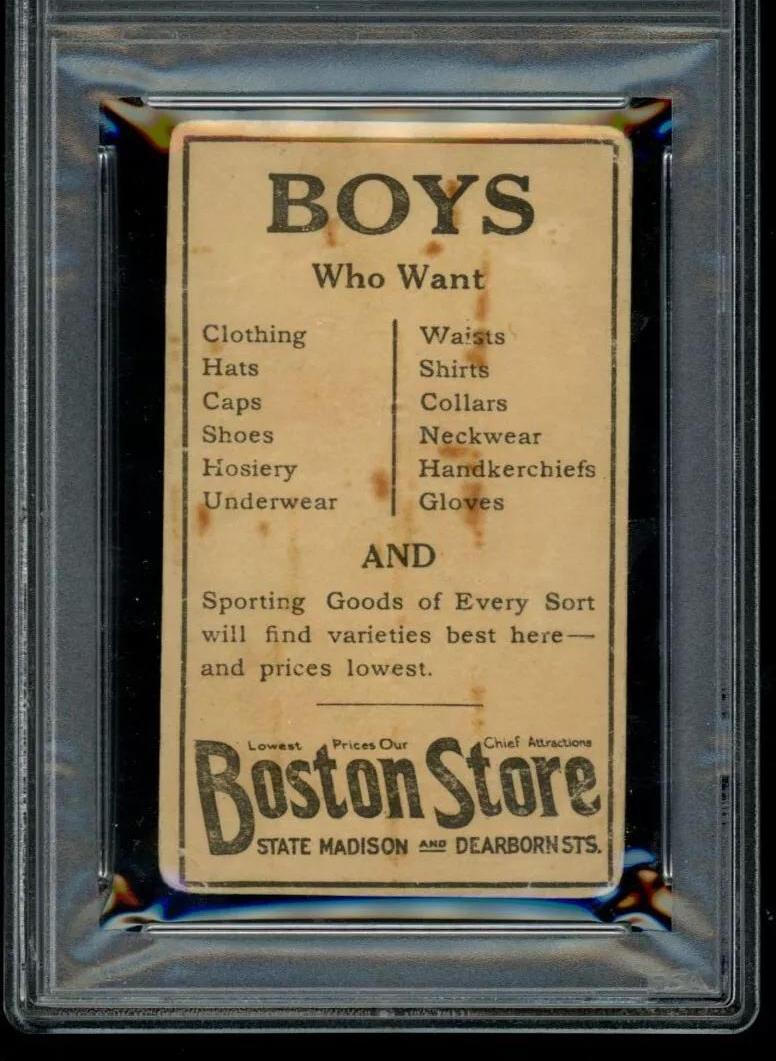 BOYS
Who Want
Clothing
Hats
Caps
Shoes
Hosiery
Underwear
Waists
Shirts
Collars
Neckwear
Handkerchiefs
Gloves
AND
Sporting Goods of Every Sort
will find varieties best here—
and prices lowest.
Lowest Prices Our Chief Attractions
Boston Store
STATE MADISON AND DEARBORN STS.
PSA